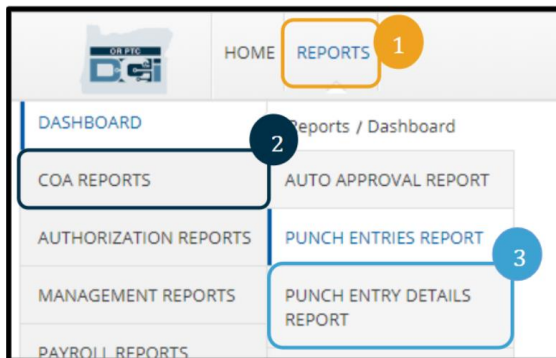 OR PTC
DCi
HOME
REPORTS
1
DASHBOARD
Reports / Dashboard
2
COA REPORTS
AUTO APPROVAL REPORT
AUTHORIZATION REPORTS
PUNCH ENTRIES REPORT
3
MANAGEMENT REPORTS
PUNCH ENTRY DETAILS
REPORT
PAYROLL REPORTS